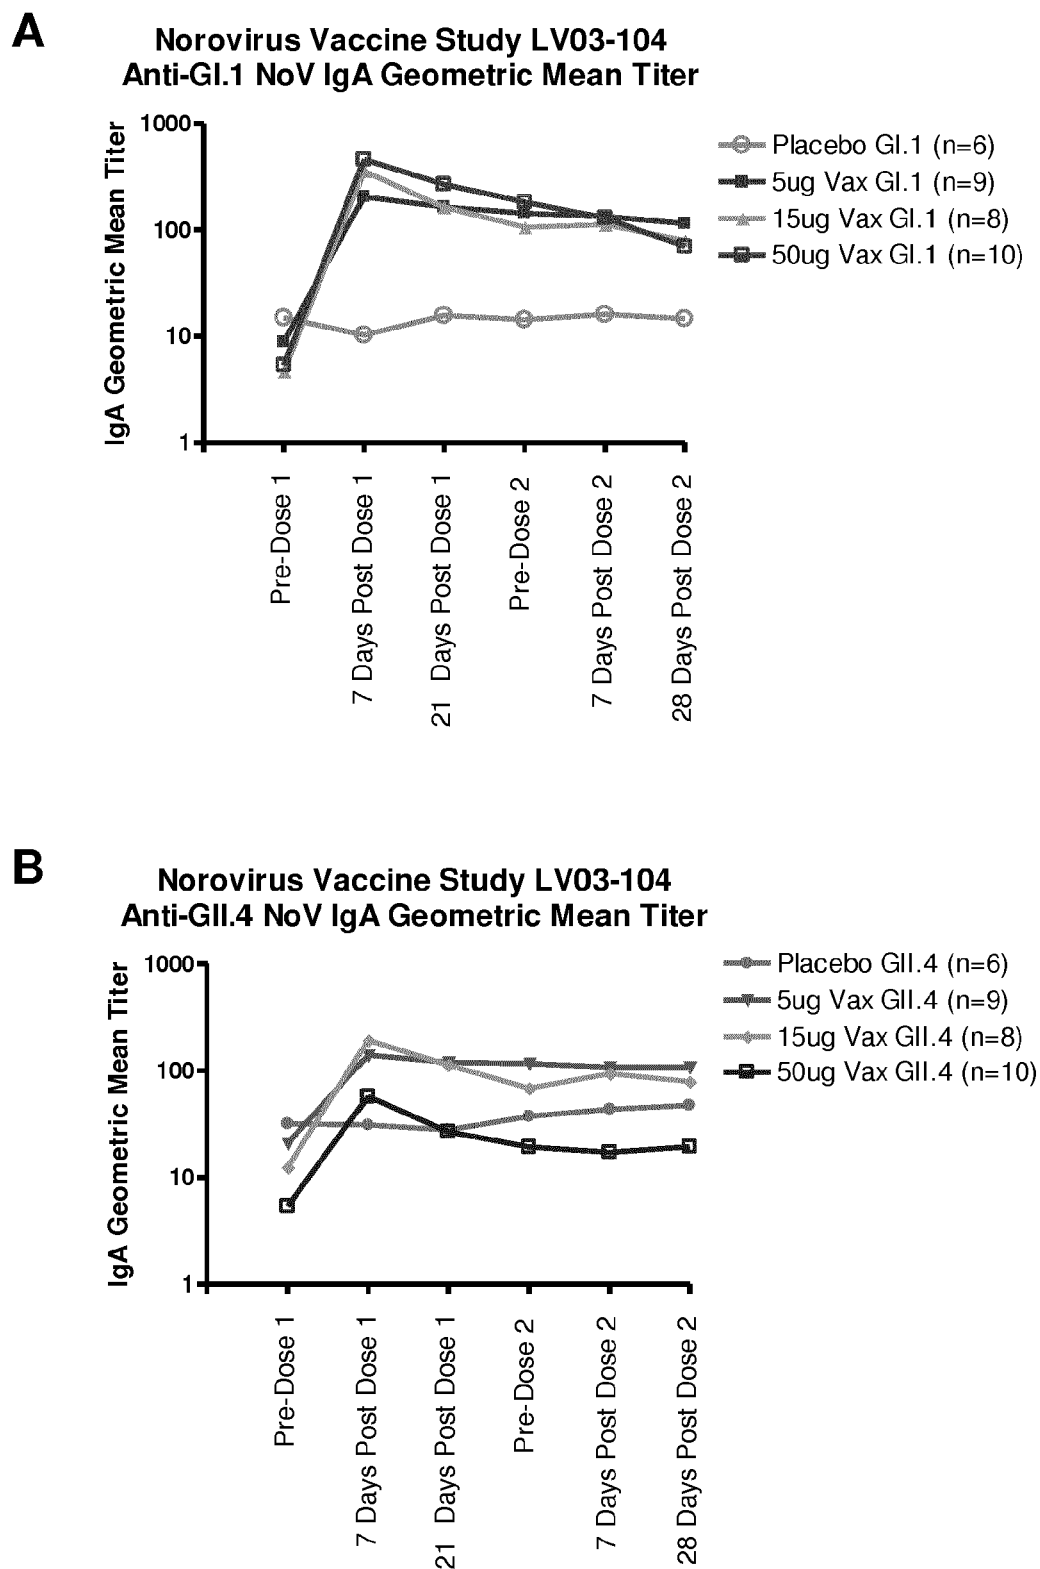 A
Norovirus Vaccine Study LV03-104
Anti-GI.1 NoV IgA Geometric Mean Titer
IgA Geometric Mean Titer
1000
100
10
1
Placebo GI.1 (n=6)
5ug Vax GI.1 (n=9)
15ug Vax GI.1 (n=8)
50ug Vax GI.1 (n=10)
Pre-Dose 1
7 Days Post Dose 1
21 Days Post Dose 1
Pre-Dose 2
7 Days Post Dose 2
28 Days Post Dose 2
B
Norovirus Vaccine Study LV03-104
Anti-GII.4 NoV IgA Geometric Mean Titer
IgA Geometric Mean Titer
1000
100
10
1
Placebo GII.4 (n=6)
5ug Vax GII.4 (n=9)
15ug Vax GII.4 (n=8)
50ug Vax GII.4 (n=10)
Pre-Dose 1
7 Days Post Dose 1
21 Days Post Dose 1
Pre-Dose 2
7 Days Post Dose 2
28 Days Post Dose 2